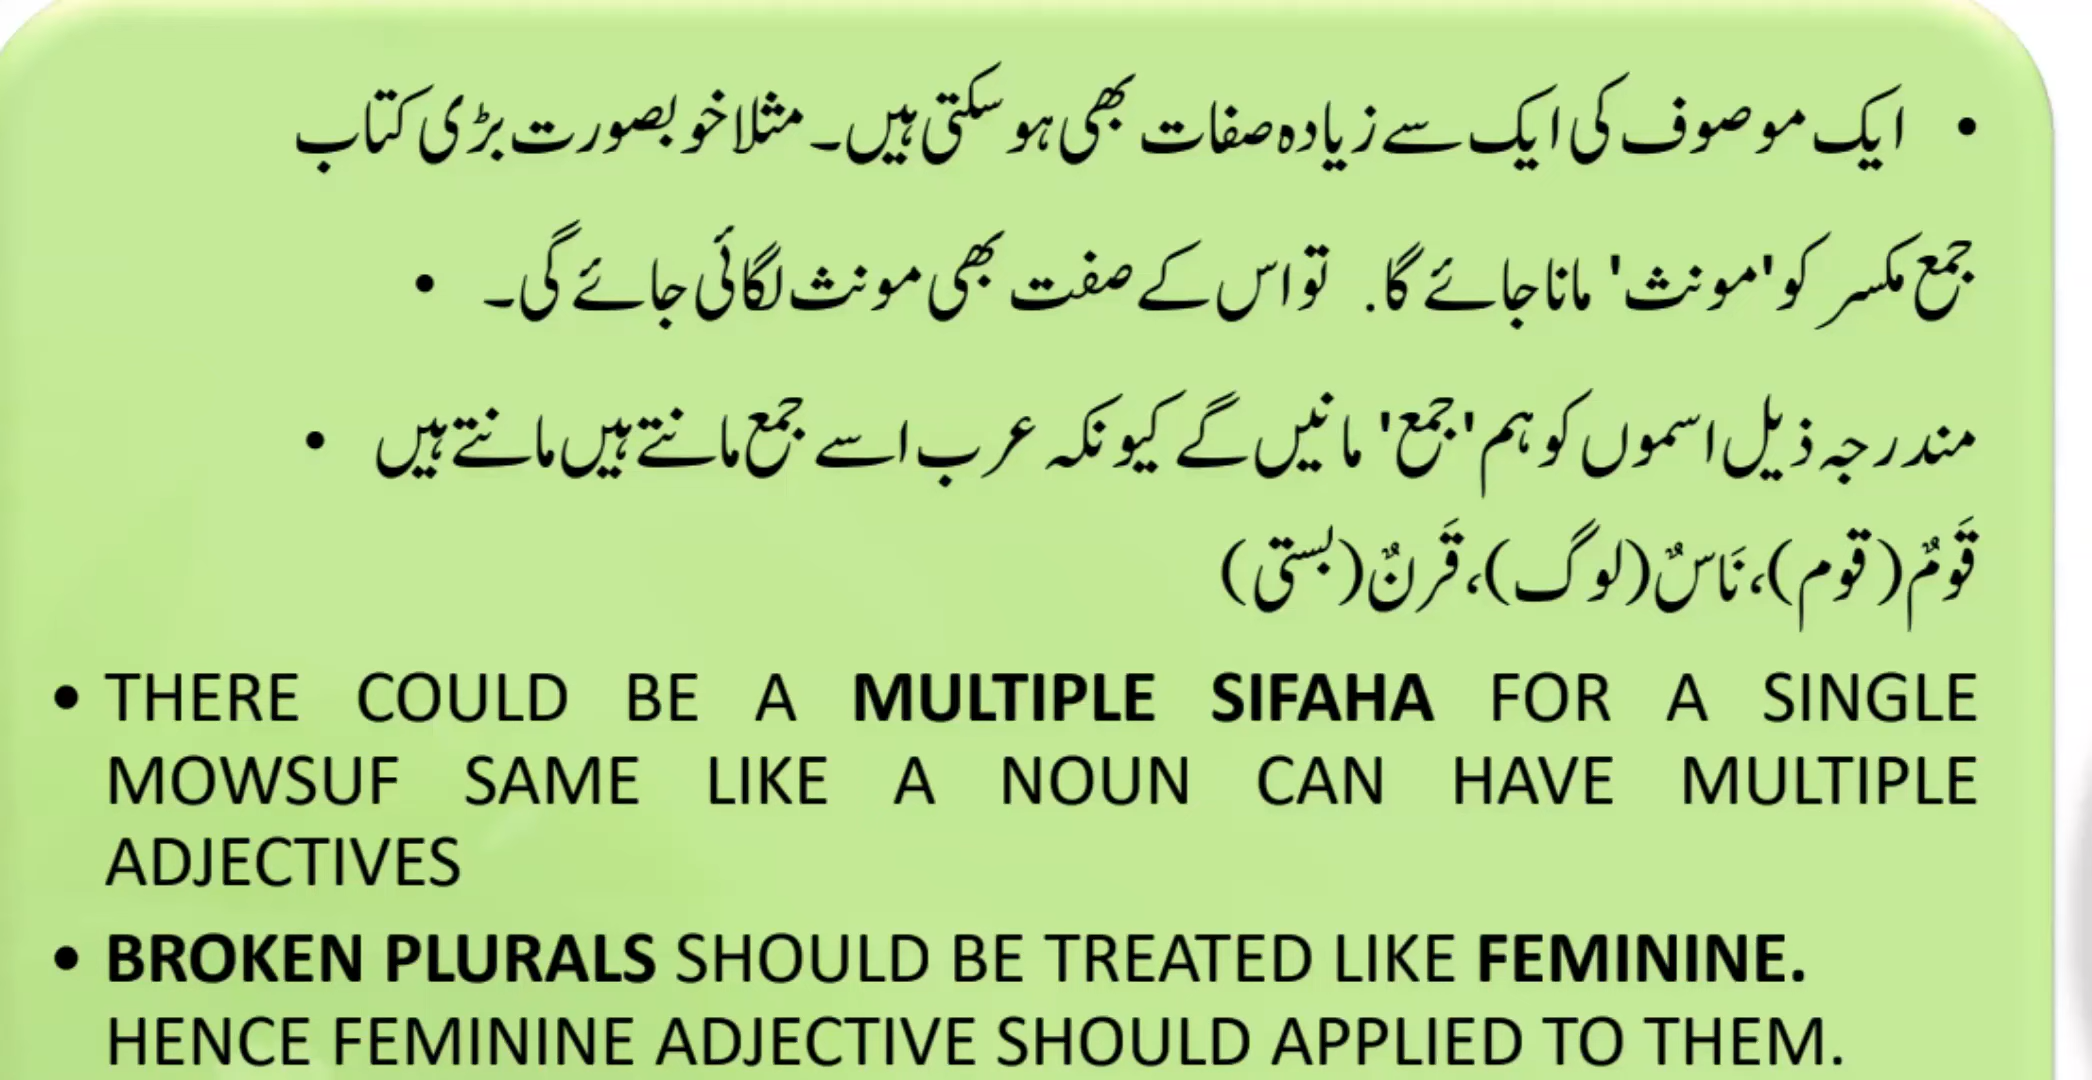 • ایک موصوف کی ایک سے زیادہ صفات بھی ہو سکتی ہیں۔ مثلا خوبصورت بڑی کتاب
جمع مکسر کو 'مونث' مانا جائے گا. تو اس کے صفت بھی مونث لگائی جائے گی۔ •
مندرجہ ذیل اسموں کو ہم 'جمع' مانیں گے کیونکہ عرب اسے جمع مانتے ہیں مانتے ہیں •
قَومٌ (قوم)، نَاسٌ (لوگ)، قَرنٌ (بستی)
• THERE COULD BE A MULTIPLE SIFAHA FOR A SINGLE
MOWSUF SAME LIKE A NOUN CAN HAVE MULTIPLE
ADJECTIVES
• BROKEN PLURALS SHOULD BE TREATED LIKE FEMININE.
HENCE FEMININE ADJECTIVE SHOULD APPLIED TO THEM.